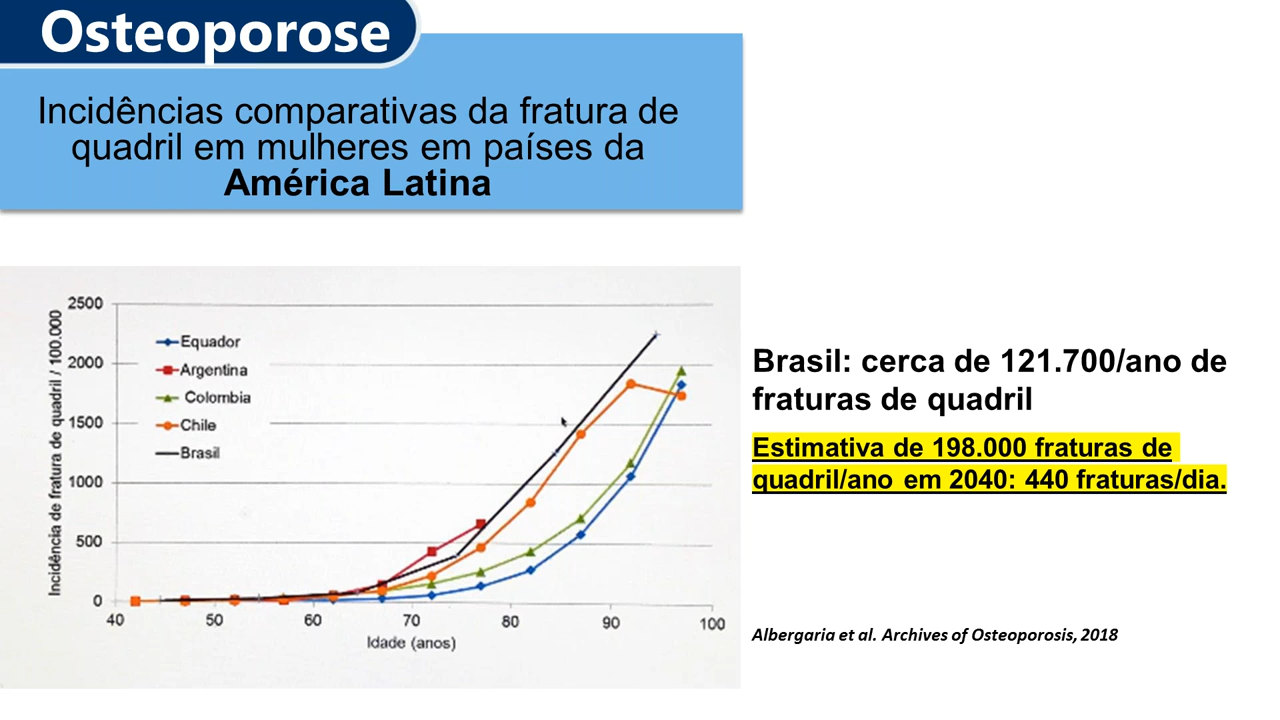 Osteoporose
Incidências comparativas da fratura de
quadril em mulheres em países da
América Latina
Incidência de fratura de quadril / 100.000
2500
2000
1500
1000
500
0
Equador
Argentina
Colombia
Chile
Brasil
40 50 60 70 80 90 100
Idade (anos)
Brasil: cerca de 121.700/ano de
fraturas de quadril
Estimativa de 198.000 fraturas de
quadril/ano em 2040: 440 fraturas/dia.
Albergaria et al. Archives of Osteoporosis, 2018